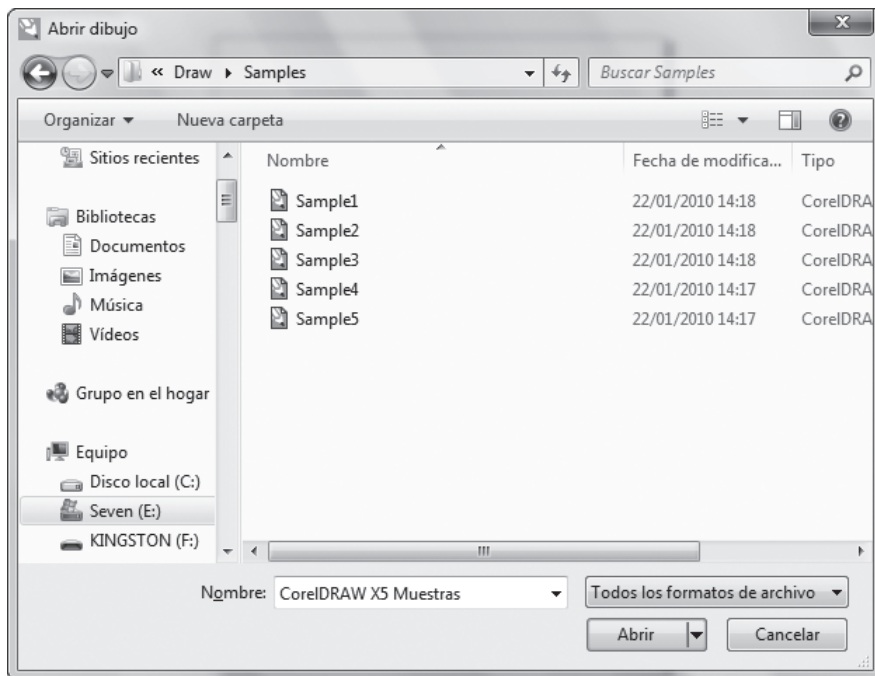 Abrir dibujo
« Draw Samples
Buscar Samples
Organizar Nueva carpeta
Nombre Fecha de modifica... Tipo
Sitios recientes
Bibliotecas
Documentos
Imágenes
Música
Vídeos
Grupo en el hogar
Equipo
Disco local (C:)
Seven (E:)
KINGSTON (F:)
Sample1 22/01/2010 14:18 CorelDRA
Sample2 22/01/2010 14:18 CorelDRA
Sample3 22/01/2010 14:18 CorelDRA
Sample4 22/01/2010 14:17 CorelDRA
Sample5 22/01/2010 14:17 CorelDRA
Nombre: CorelDRAW X5 Muestras Todos los formatos de archivo
Abrir Cancelar